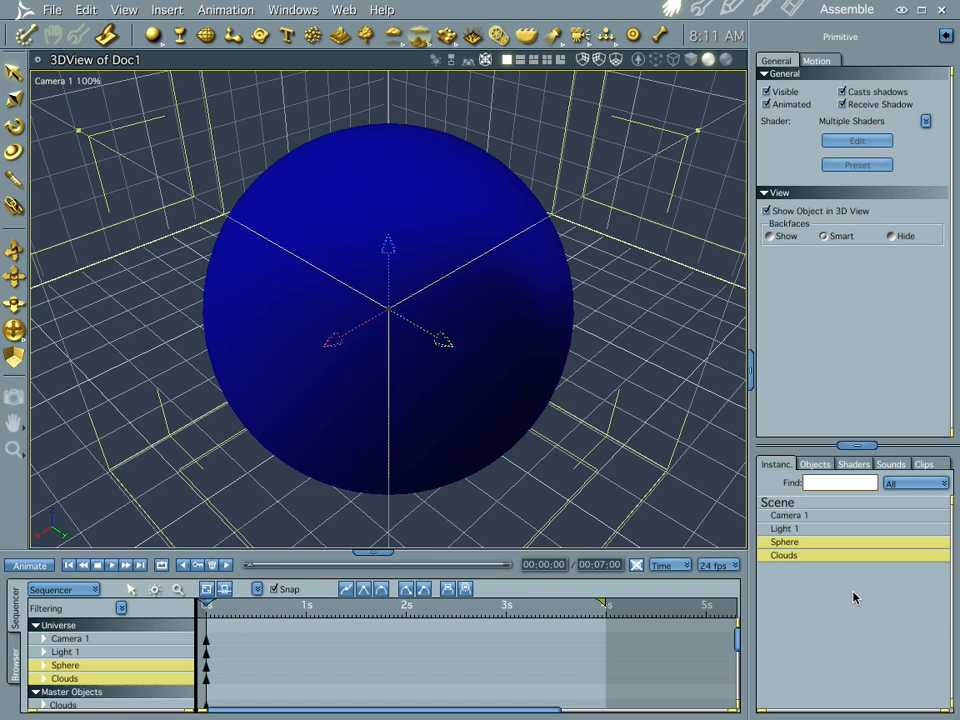 File Edit View Insert Animation Windows Web Help Assemble
8:11 AM
3DView of Doc1
Camera 1 100%
Primitive
General Motion
General
Visible Casts shadows
Animated Receive Shadow
Shader: Multiple Shaders
Edit
Preset
View
Show Object in 3D View
Backfaces
Show Smart Hide
Instanc. Objects Shaders Sounds Clips
Find: All
Scene
Camera 1
Light 1
Sphere
Clouds
Animate 00:00;00 / 00:07;00 Time 24 fps
Sequencer
Browser
Sequencer Snap
Filtering
1s 2s 3s 5s
Universe
Camera 1
Light 1
Sphere
Clouds
Master Objects
Clouds